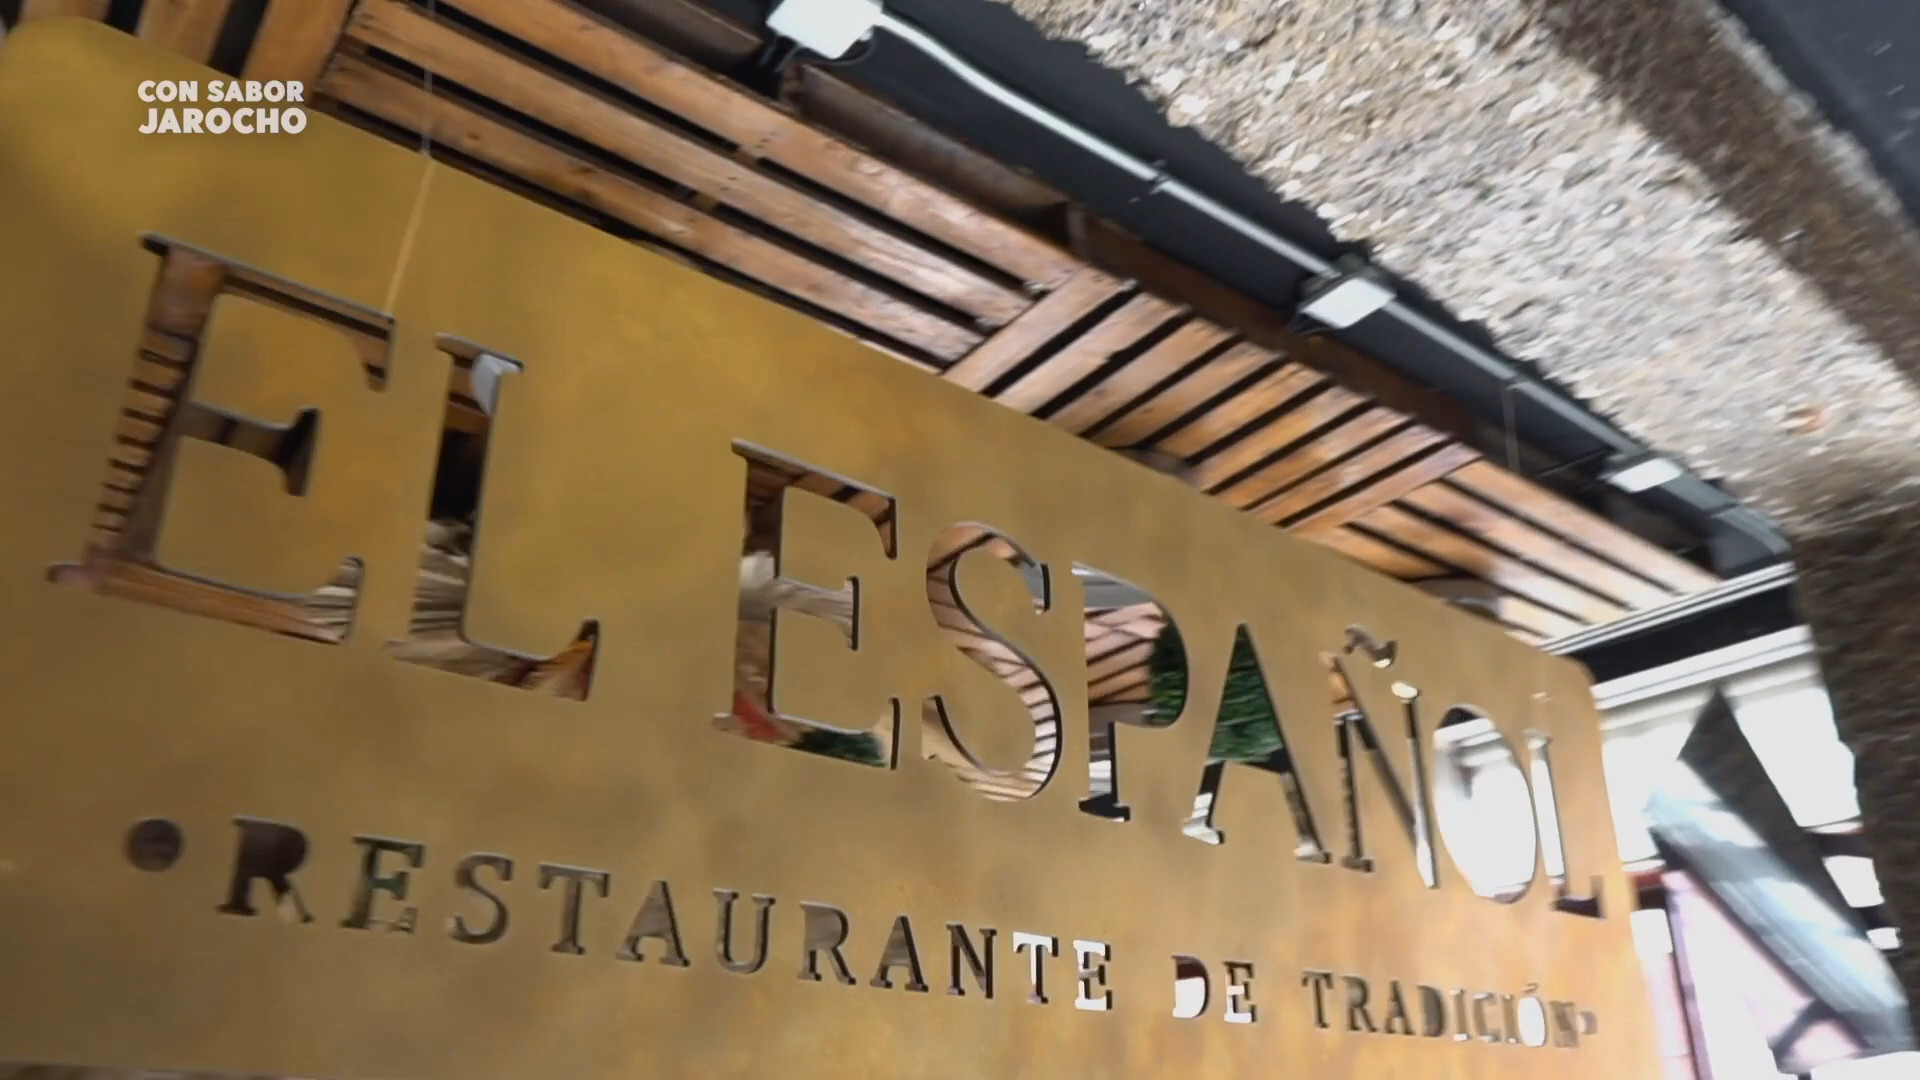 CON SABOR
JAROCHO
EL ESPAÑOL
•RESTAURANTE DE TRADICIÓN•